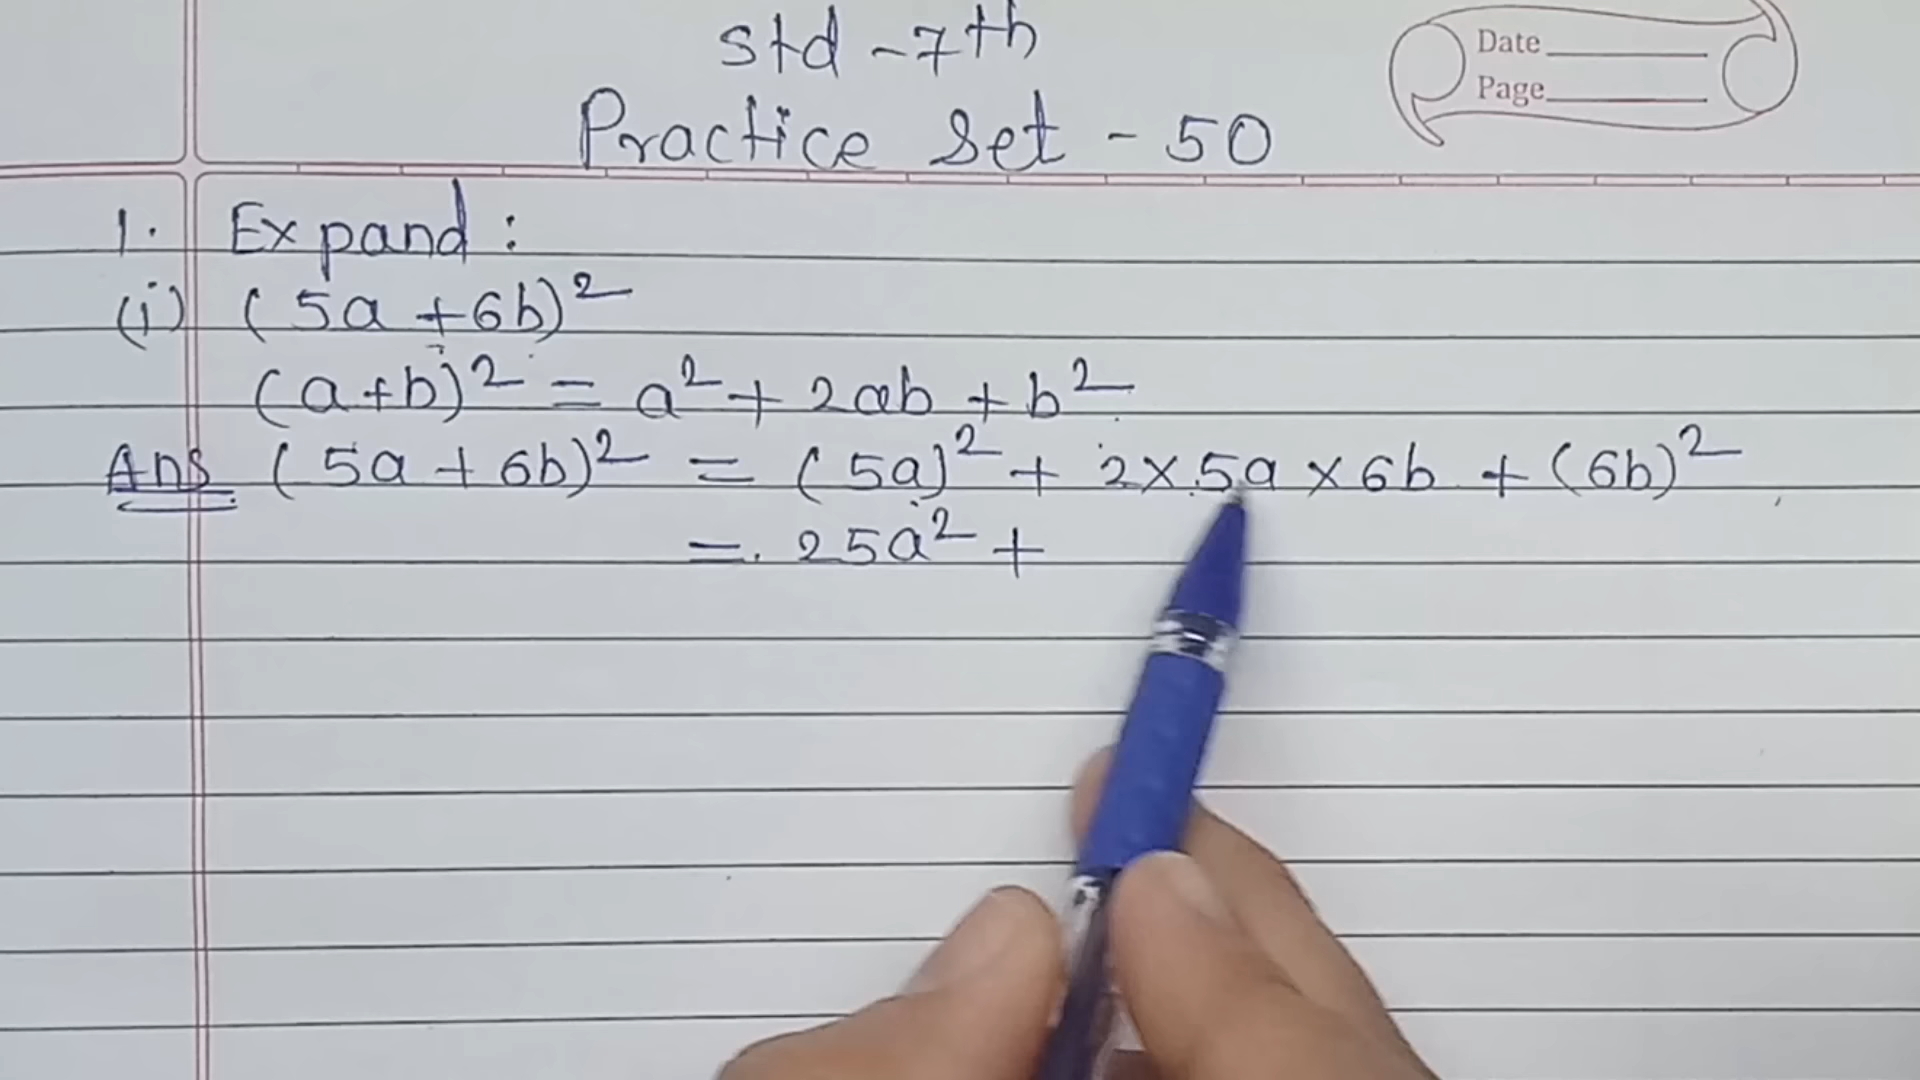 Std - 7th
Date
Page
Practice Set - 50
1. Expand :
(i) (5a + 6b)²
(a+b)² = a² + 2ab + b²
Ans (5a + 6b)² = (5a)² + 2 × 5a × 6b + (6b)²
= 25a² +